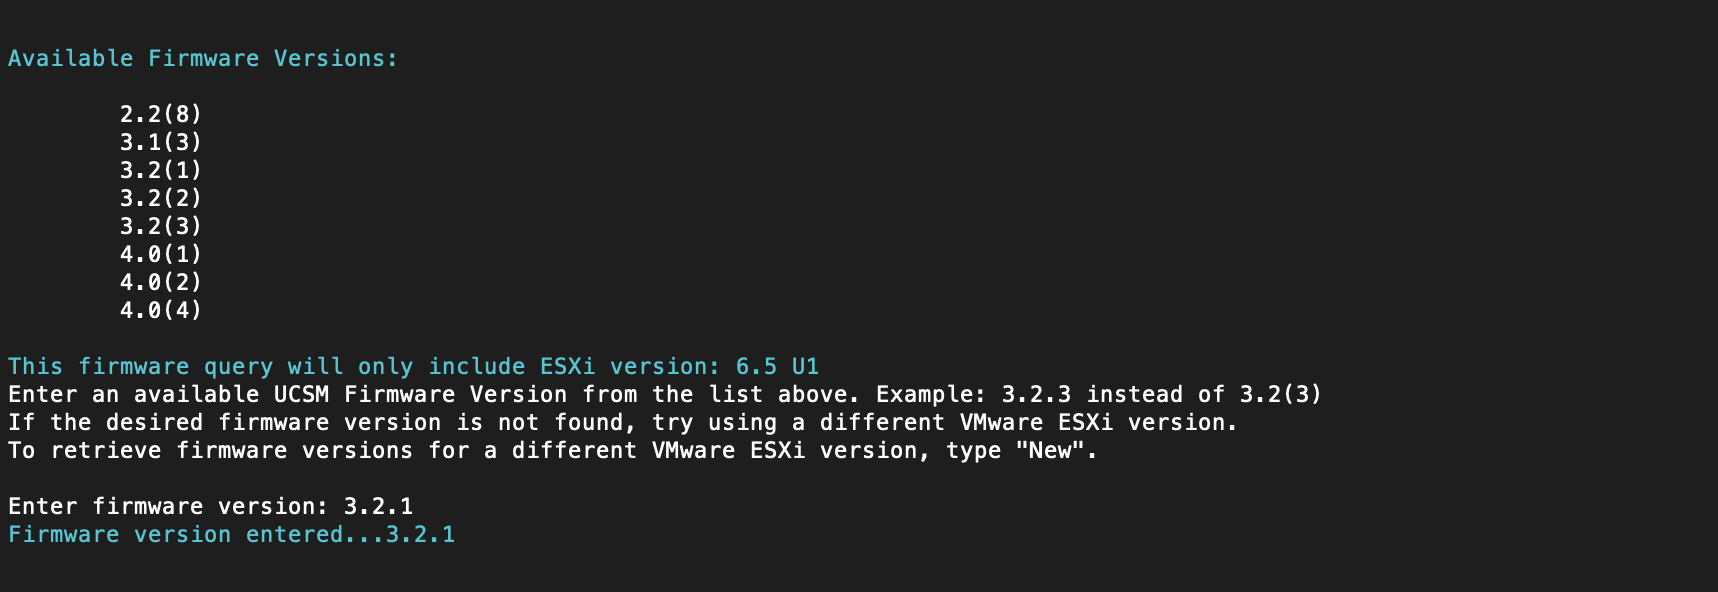 Available Firmware Versions:
2.2(8)
3.1(3)
3.2(1)
3.2(2)
3.2(3)
4.0(1)
4.0(2)
4.0(4)
This firmware query will only include ESXi version: 6.5 U1
Enter an available UCSM Firmware Version from the list above. Example: 3.2.3 instead of 3.2(3)
If the desired firmware version is not found, try using a different VMware ESXi version.
To retrieve firmware versions for a different VMware ESXi version, type "New".
Enter firmware version: 3.2.1
Firmware version entered...3.2.1